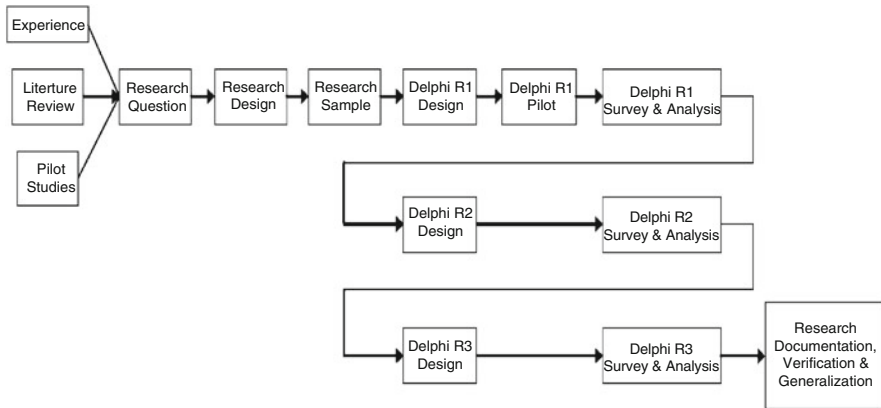 Experience
Literture
Review
Pilot
Studies
Research
Question
Research
Design
Research
Sample
Delphi R1
Design
Delphi R1
Pilot
Delphi R1
Survey & Analysis
Delphi R2
Design
Delphi R2
Survey & Analysis
Delphi R3
Design
Delphi R3
Survey & Analysis
Research
Documentation,
Verification &
Generalization